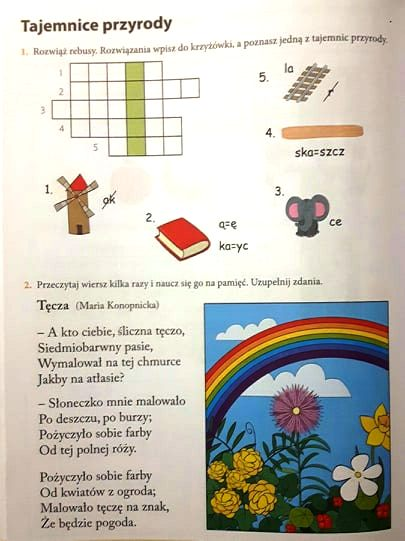 Tajemnice przyrody
1. Rozwiąż rebusy. Rozwiązania wpisz do krzyżówki, a poznasz jedną z tajemnic przyrody.
1
2
3
4
5
5.
la
r
4.
ska=szcz
1.
ak
2.
ą=ę
ka=yc
3.
ce
2. Przeczytaj wiersz kilka razy i naucz się go na pamięć. Uzupełnij zdania.
Tęcza (Maria Konopnicka)
– A kto ciebie, śliczna tęczo,
Siedmiobarwny pasie,
Wymalował na tej chmurce
Jakby na atłasie?
– Słoneczko mnie malowało
Po deszczu, po burzy;
Pożyczyło sobie farby
Od tej polnej róży.
Pożyczyło sobie farby
Od kwiatów z ogroda;
Malowało tęczę na znak,
Że będzie pogoda.